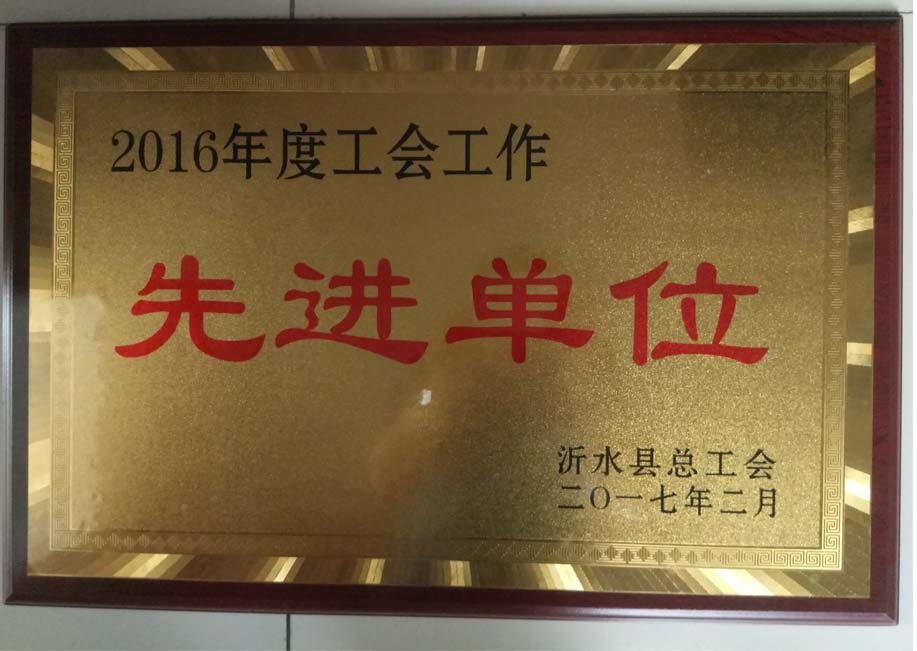 2016年度工会工作
先进单位
沂水县总工会
二〇一七年二月